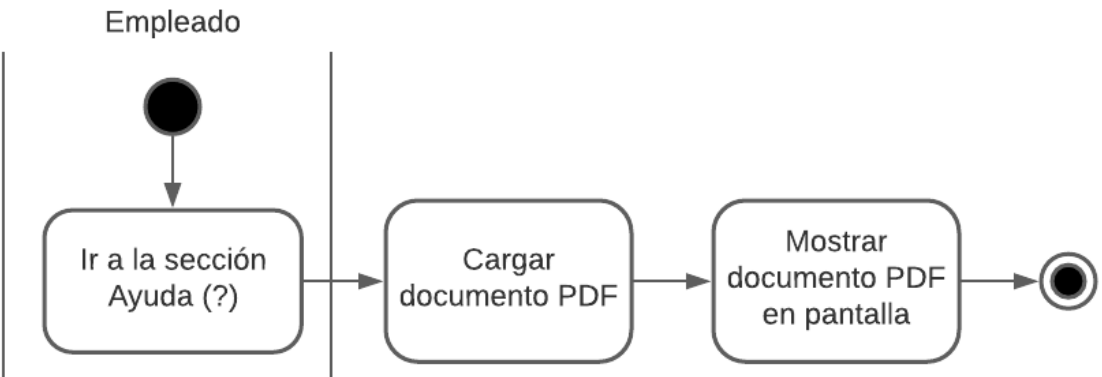 Empleado
Ir a la sección
Ayuda (?)
Cargar
documento PDF
Mostrar
documento PDF
en pantalla